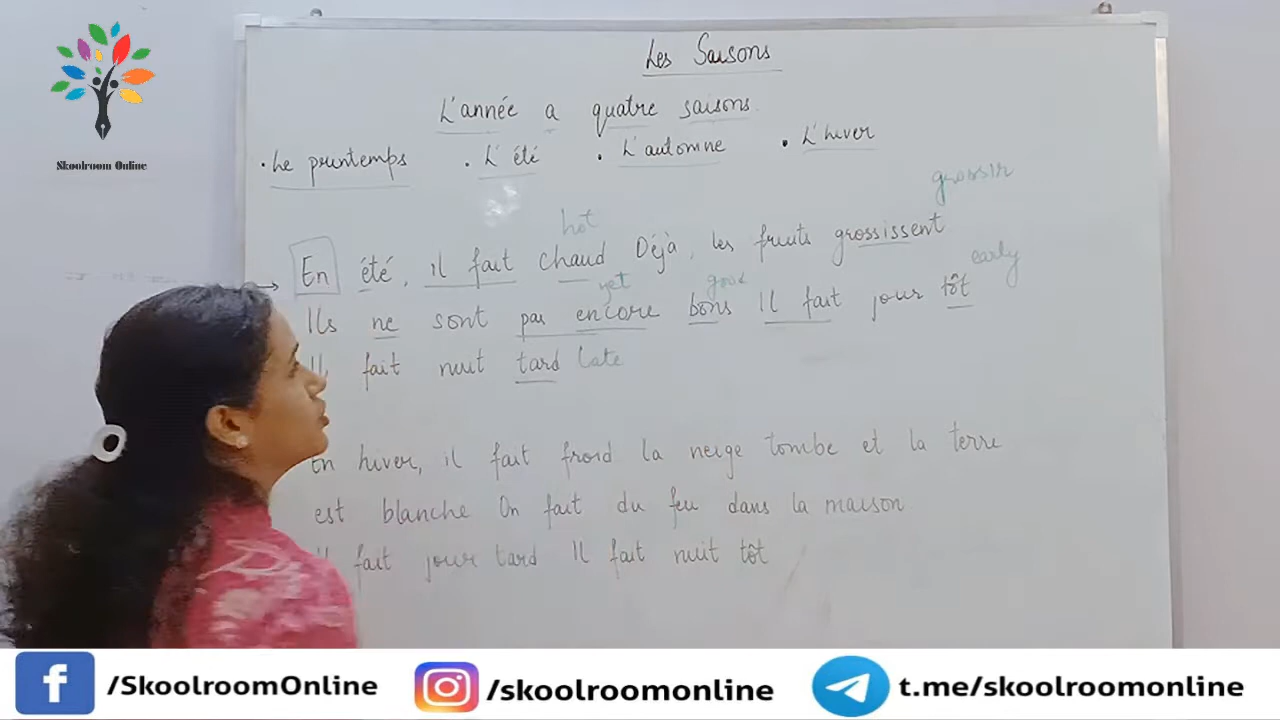 Skoolroom Online
Les Saisons
L'année a quatre saisons.
• Le printemps • L'été • L'automne • L'hiver
grossir
hot
En été, il fait chaud Déjà, les fruits grossissent
yet good early
Ils ne sont pas encore bons Il fait jour tôt
Il fait nuit tard late
En hiver, il fait froid la neige tombe et la terre
est blanche On fait du feu dans la maison
Il fait jour tard Il fait nuit tôt
/SkoolroomOnline /skoolroomonline t.me/skoolroomonline